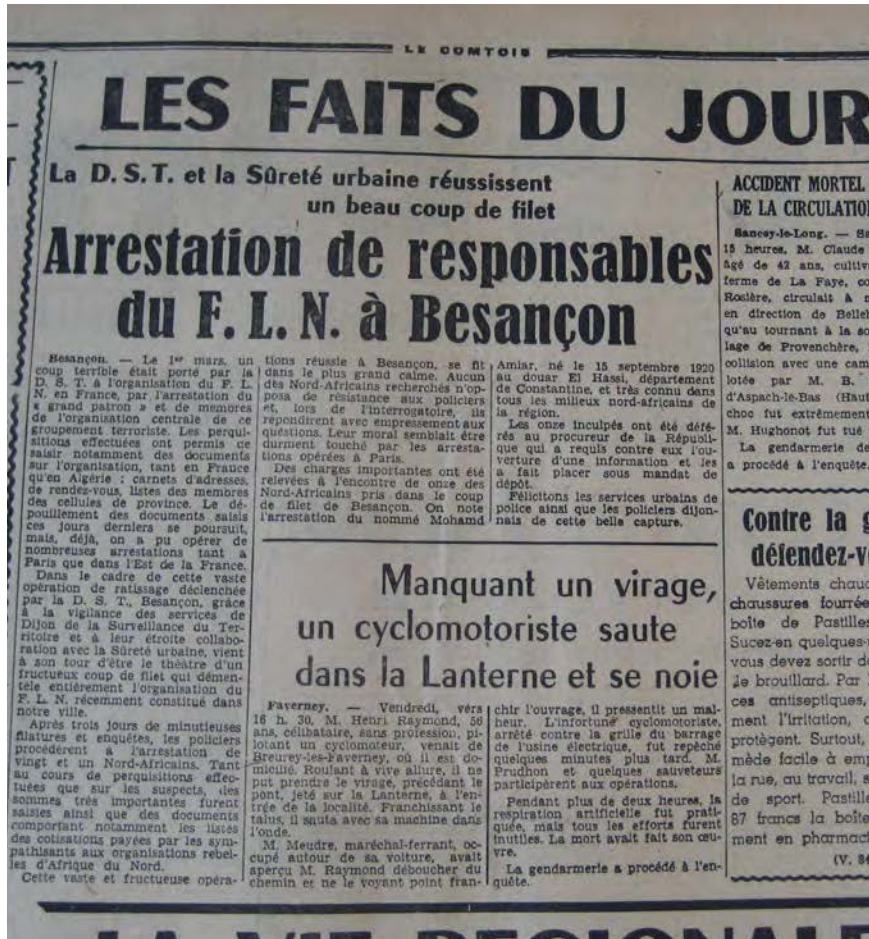 LE COMTOIS
LES FAITS DU JOUR
La D. S. T. et la Sûreté urbaine réussissent
un beau coup de filet
Arrestation de responsables
du F. L. N. à Besançon
Besançon. — Le 1er mars, un
coup terrible était porté par la
D. S. T. à l'organisation du F. L.
N. en France, par l'arrestation du
« grand patron » et de memores
de l'organisation centrale de ce
groupement terroriste. Les perqui-
sitions effectuées ont permis de
saisir notamment des documents
sur l'organisation, tant en France
qu'en Algérie : carnets d'adresses,
de rendez-vous, listes des membres
des cellules de province. Le dé-
pouillement des documents saisis
ces jours derniers se poursuit,
mais, déjà, on a pu opérer de
nombreuses arrestations tant à
Paris que dans l'Est de la France.
Dans le cadre de cette vaste
opération de ratissage déclenchée
par la D. S. T., Besançon, grâce
à la vigilance des services de
Dijon de la Surveillance du Ter-
ritoire et à leur étroite collabo-
ration avec la Sûreté urbaine, vient
à son tour d'être le théâtre d'un
fructueux coup de filet qui déman-
tèle entièrement l'organisation du
F. L. N. récemment constitué dans
notre ville.
Après trois jours de minutieuses
filatures et enquêtes, les policiers
procédèrent à l'arrestation de
vingt et un Nord-Africains. Tant
au cours de perquisitions effec-
tuées que sur les suspects, des
sommes très importantes furent
saisies ainsi que des documents
comportant notamment les listes
des cotisations payées par les sym-
pathisants aux organisations rebel-
les d'Afrique du Nord.
Cette vaste et fructueuse opéra-
tions réussie à Besançon, se fit
dans le plus grand calme. Aucun
des Nord-Africains recherchés n'op-
posa de résistance aux policiers
et, lors de l'interrogatoire, ils
repondirent avec empressement aux
questions. Leur moral semblait être
durment touché par les arresta-
tions opérées à Paris.
Des charges importantes ont été
relevées à l'encontre de onze des
Nord-Africains pris dans le coup
de filet de Besançon. On note
l'arrestation du nommé Mohamd
Amiar, né le 15 septembre 1920
au douar El Hassi, département
de Constantine, et très connu dans
tous les milieux nord-africains de
la région.
Les onze inculpés ont été défé-
rés au procureur de la Républi-
que qui a requis contre eux l'ou-
verture d'une information et les
a fait placer sous mandat de
dépôt.
Félicitons les services urbains de
police ainsi que les policiers dijon-
nais de cette belle capture.
Manquant un virage,
un cyclomotoriste saute
dans la Lanterne et se noie
Faverney. — Vendredi, vers
16 h. 30, M. Henri Raymond, 56
ans, célibataire, sans profession, pi-
lotant un cyclomoteur, venait de
Breurey-les-Faverney, où il est do-
micilié. Roulant à vive allure, il ne
put prendre le virage, précédant le
pont, jeté sur la Lanterne, à l'en-
trée de la localité. Franchissant le
talus, il sauta avec sa machine dans
l'onde.
M. Meudre, maréchal-ferrant, oc-
cupé autour de sa voiture, avait
aperçu M. Raymond déboucher du
chemin et ne le voyant point fran-
chir l'ouvrage, il pressentit un mal-
heur. L'infortuné cyclomotoriste,
arrêté contre la grille du barrage
de l'usine électrique, fut repêché
quelques minutes plus tard. M.
Prudhon et quelques sauveteurs
participèrent aux opérations.
Pendant plus de deux heures, la
respiration artificielle fut prati-
quée, mais tous les efforts furent
inutiles. La mort avait fait son œu-
vre.
La gendarmerie a procédé à l'en-
quête.
ACCIDENT MORTEL
DE LA CIRCULATIO
Sancey-le-Long. — Sa
15 heures, M. Claude
âgé de 42 ans, cultiv
ferme de La Faye, co
Rosière, circulait à m
en direction de Belleh
qu'au tournant à la so
lage de Provenchère,
collision avec une cam
lotée par M. B.
d'Aspach-le-Bas (Haut
choc fut extrêmement
M. Hughonot fut tué
La gendarmerie de
a procédé à l'enquête.
Contre la g
défendez-v
Vêtements chauc
chaussures fourrée
boîte de Pastilles
Sucez-en quelques-u
vous devez sortir d
le brouillard. Par
ces antiseptiques,
ment l'irritation, c
protègent. Surtout,
mède facile à emp
la rue, au travail, s
de sport. Pastille
87 francs la boîte
ment en pharmaci
LA VIE REGIONALE